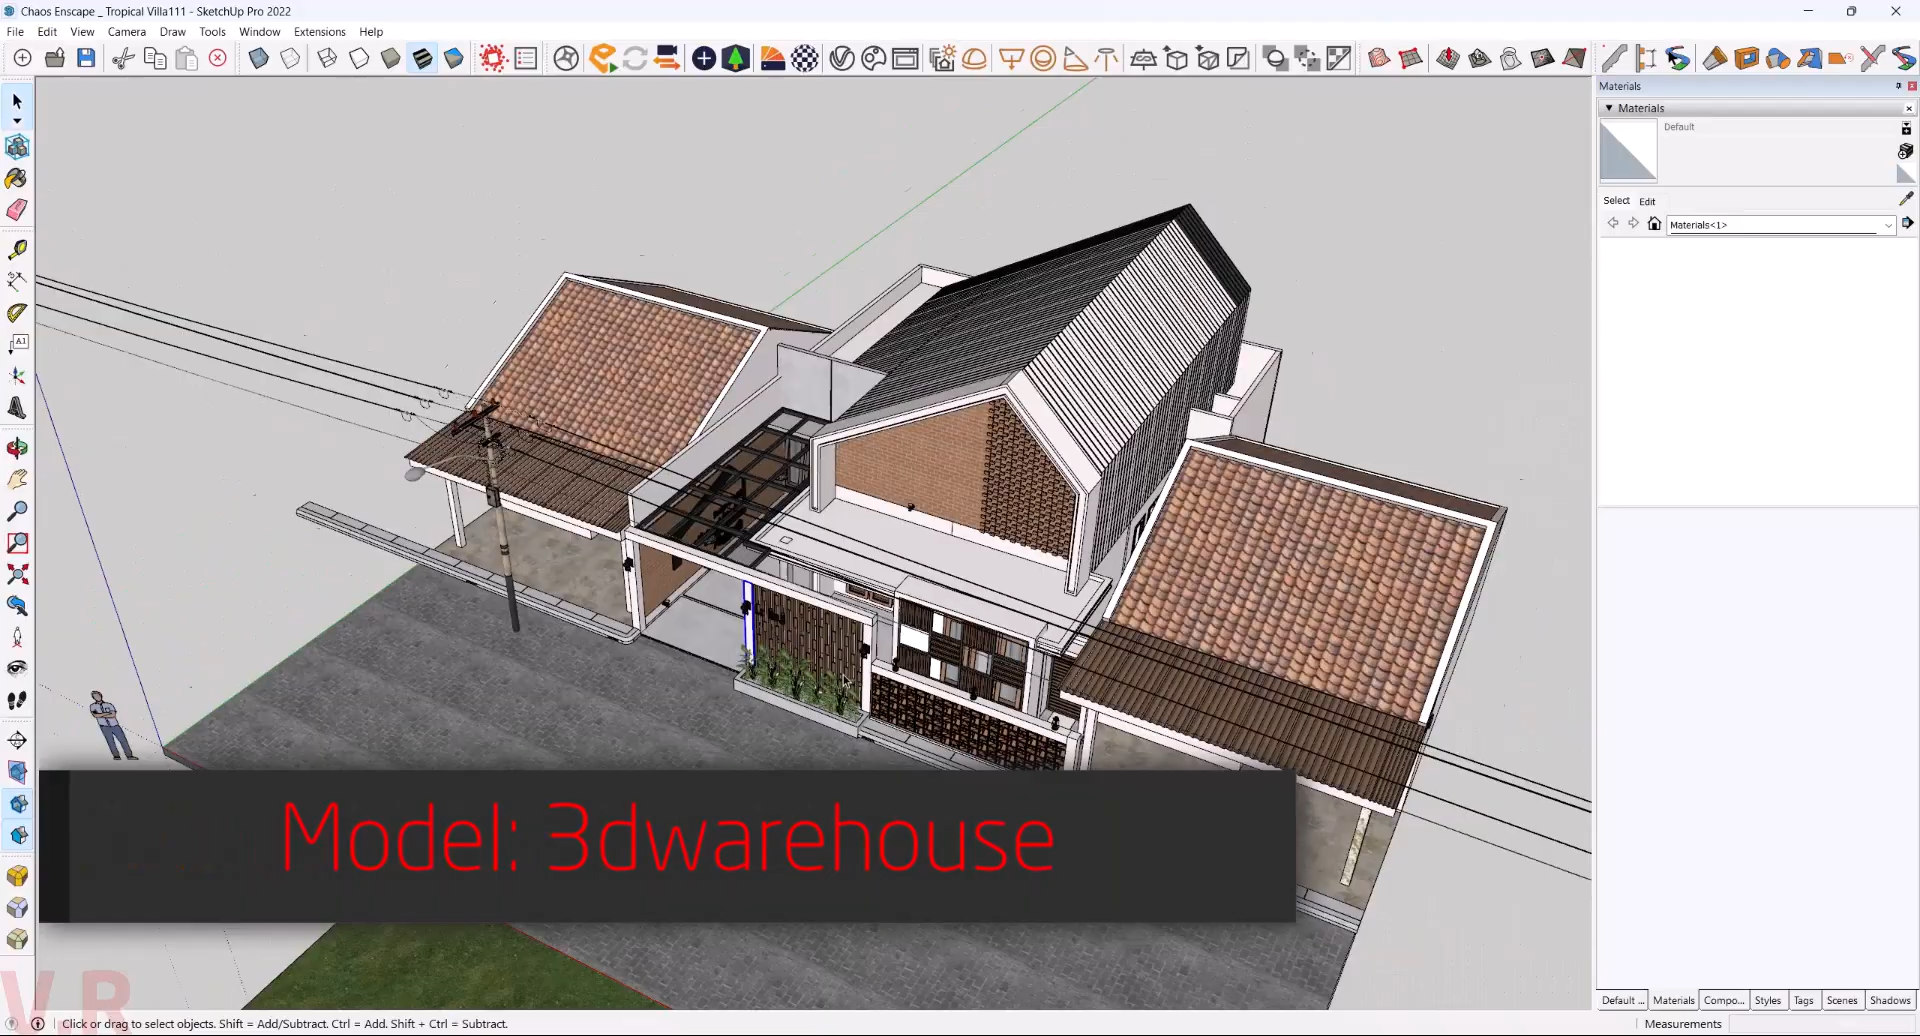 Chaos Enscape _ Tropical Villa111 - SketchUp Pro 2022
File Edit View Camera Draw Tools Window Extensions Help
Materials
Materials
Default
Select Edit
Materials<1>
A1
Model: 3dwarehouse
V.R
Default ... Materials Compo... Styles Tags Scenes Shadows
Click or drag to select objects. Shift = Add/Subtract. Ctrl = Add. Shift + Ctrl = Subtract.
Measurements